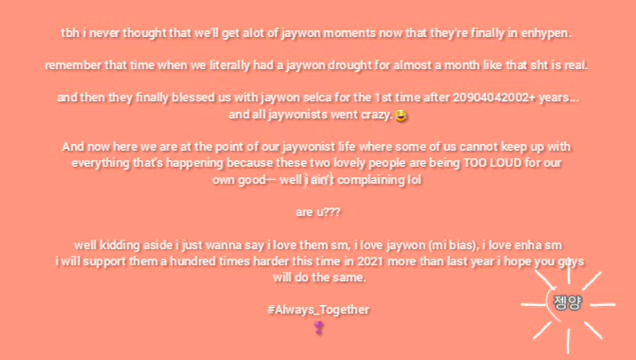 tbh i never thought that we'll get alot of jaywon moments now that they're finally in enhypen.
remember that time when we literally had a jaywon drought for almost a month like that sht is real.
and then they finally blessed us with jaywon selca for the 1st time after 20904042002+ years...
and all jaywonists went crazy.😆
And now here we are at the point of our jaywonist life where some of us cannot keep up with
everything that's happening because these two lovely people are being TOO LOUD for our
own good— well i ain't complaining lol
are u???
well kidding aside i just wanna say i love them sm, i love jaywon (mi bias), i love enha sm
i will support them a hundred times harder this time in 2021 more than last year i hope you guys
will do the same.
#Always_Together
❣
젱양